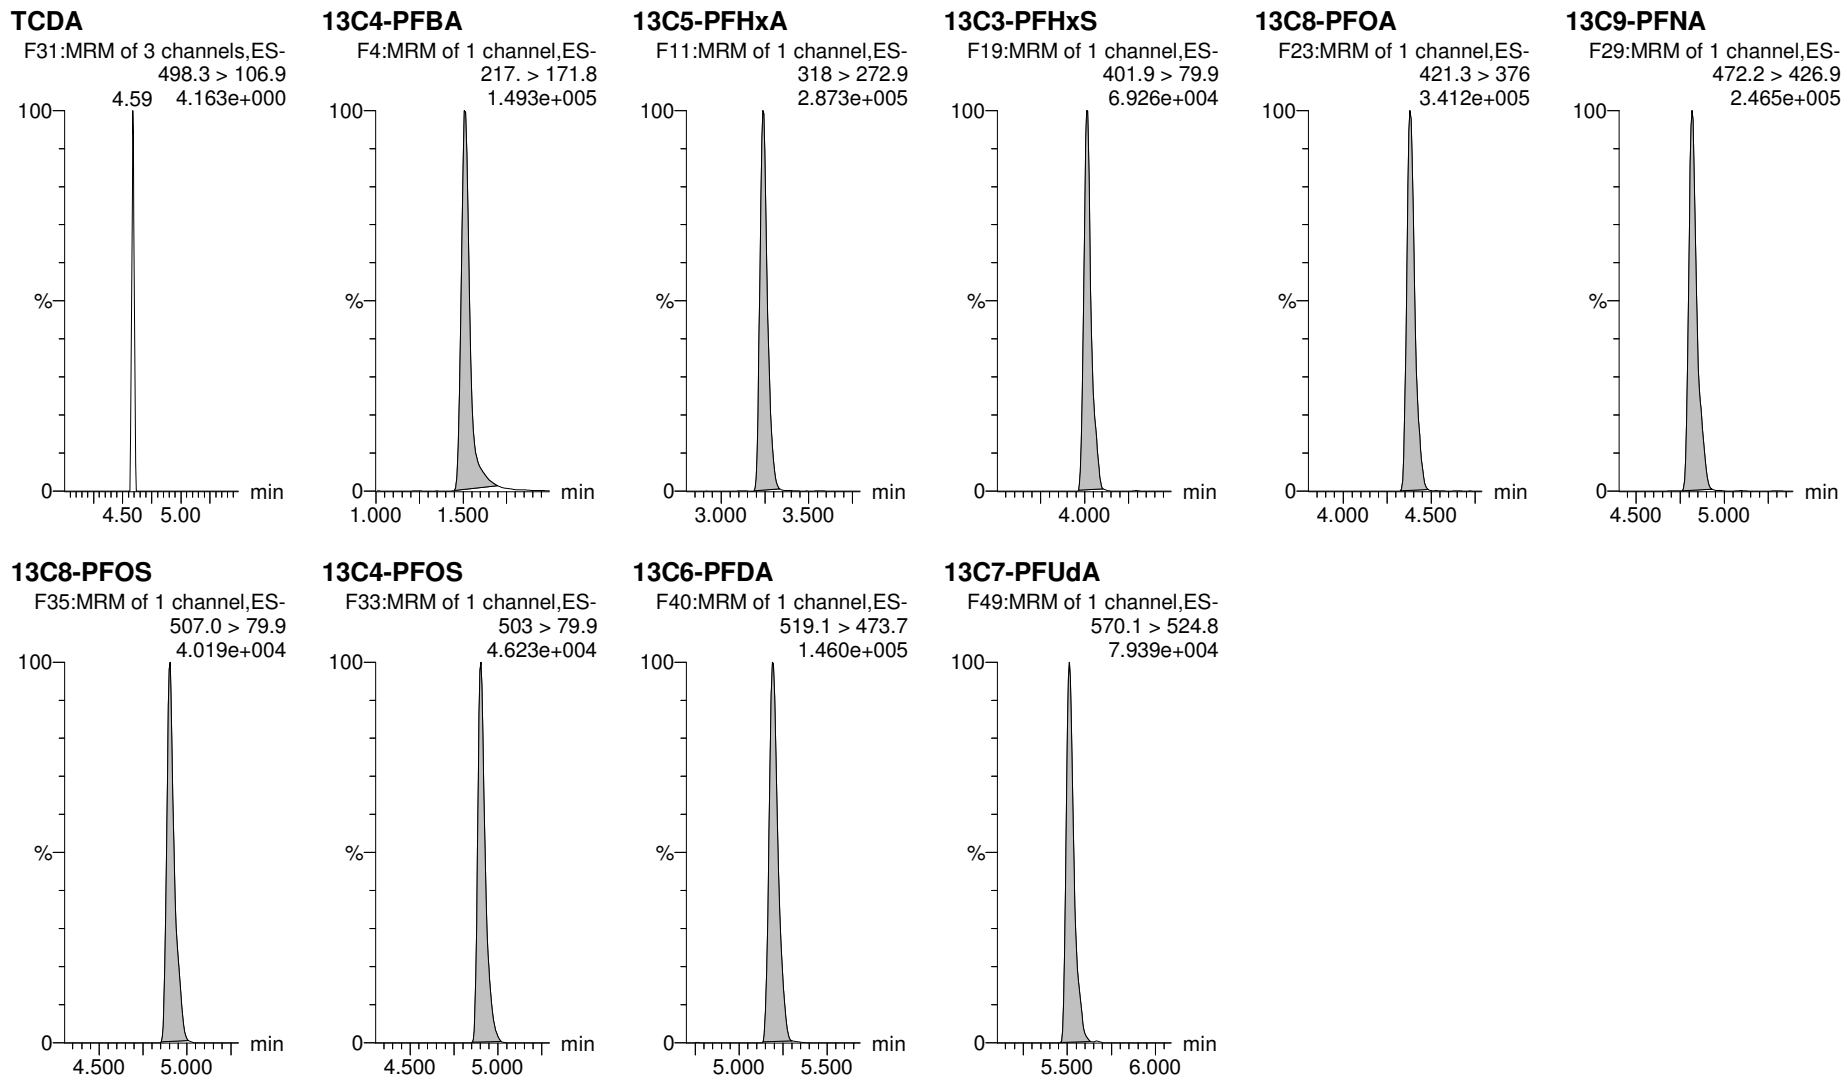 TCDA
F31:MRM of 3 channels,ES-
498.3 > 106.9
4.59 4.163e+000
100
%
0
min
4.50 5.00
13C4-PFBA
F4:MRM of 1 channel,ES-
217. > 171.8
1.493e+005
100
%
0
min
1.000 1.500
13C5-PFHxA
F11:MRM of 1 channel,ES-
318 > 272.9
2.873e+005
100
%
0
min
3.000 3.500
13C3-PFHxS
F19:MRM of 1 channel,ES-
401.9 > 79.9
6.926e+004
100
%
0
min
4.000
13C8-PFOA
F23:MRM of 1 channel,ES-
421.3 > 376
3.412e+005
100
%
0
min
4.000 4.500
13C9-PFNA
F29:MRM of 1 channel,ES-
472.2 > 426.9
2.465e+005
100
%
0
min
4.500 5.000
13C8-PFOS
F35:MRM of 1 channel,ES-
507.0 > 79.9
4.019e+004
100
%
0
min
4.500 5.000
13C4-PFOS
F33:MRM of 1 channel,ES-
503 > 79.9
4.623e+004
100
%
0
min
4.500 5.000
13C6-PFDA
F40:MRM of 1 channel,ES-
519.1 > 473.7
1.460e+005
100
%
0
min
5.000 5.500
13C7-PFUdA
F49:MRM of 1 channel,ES-
570.1 > 524.8
7.939e+004
100
%
0
min
5.500 6.000